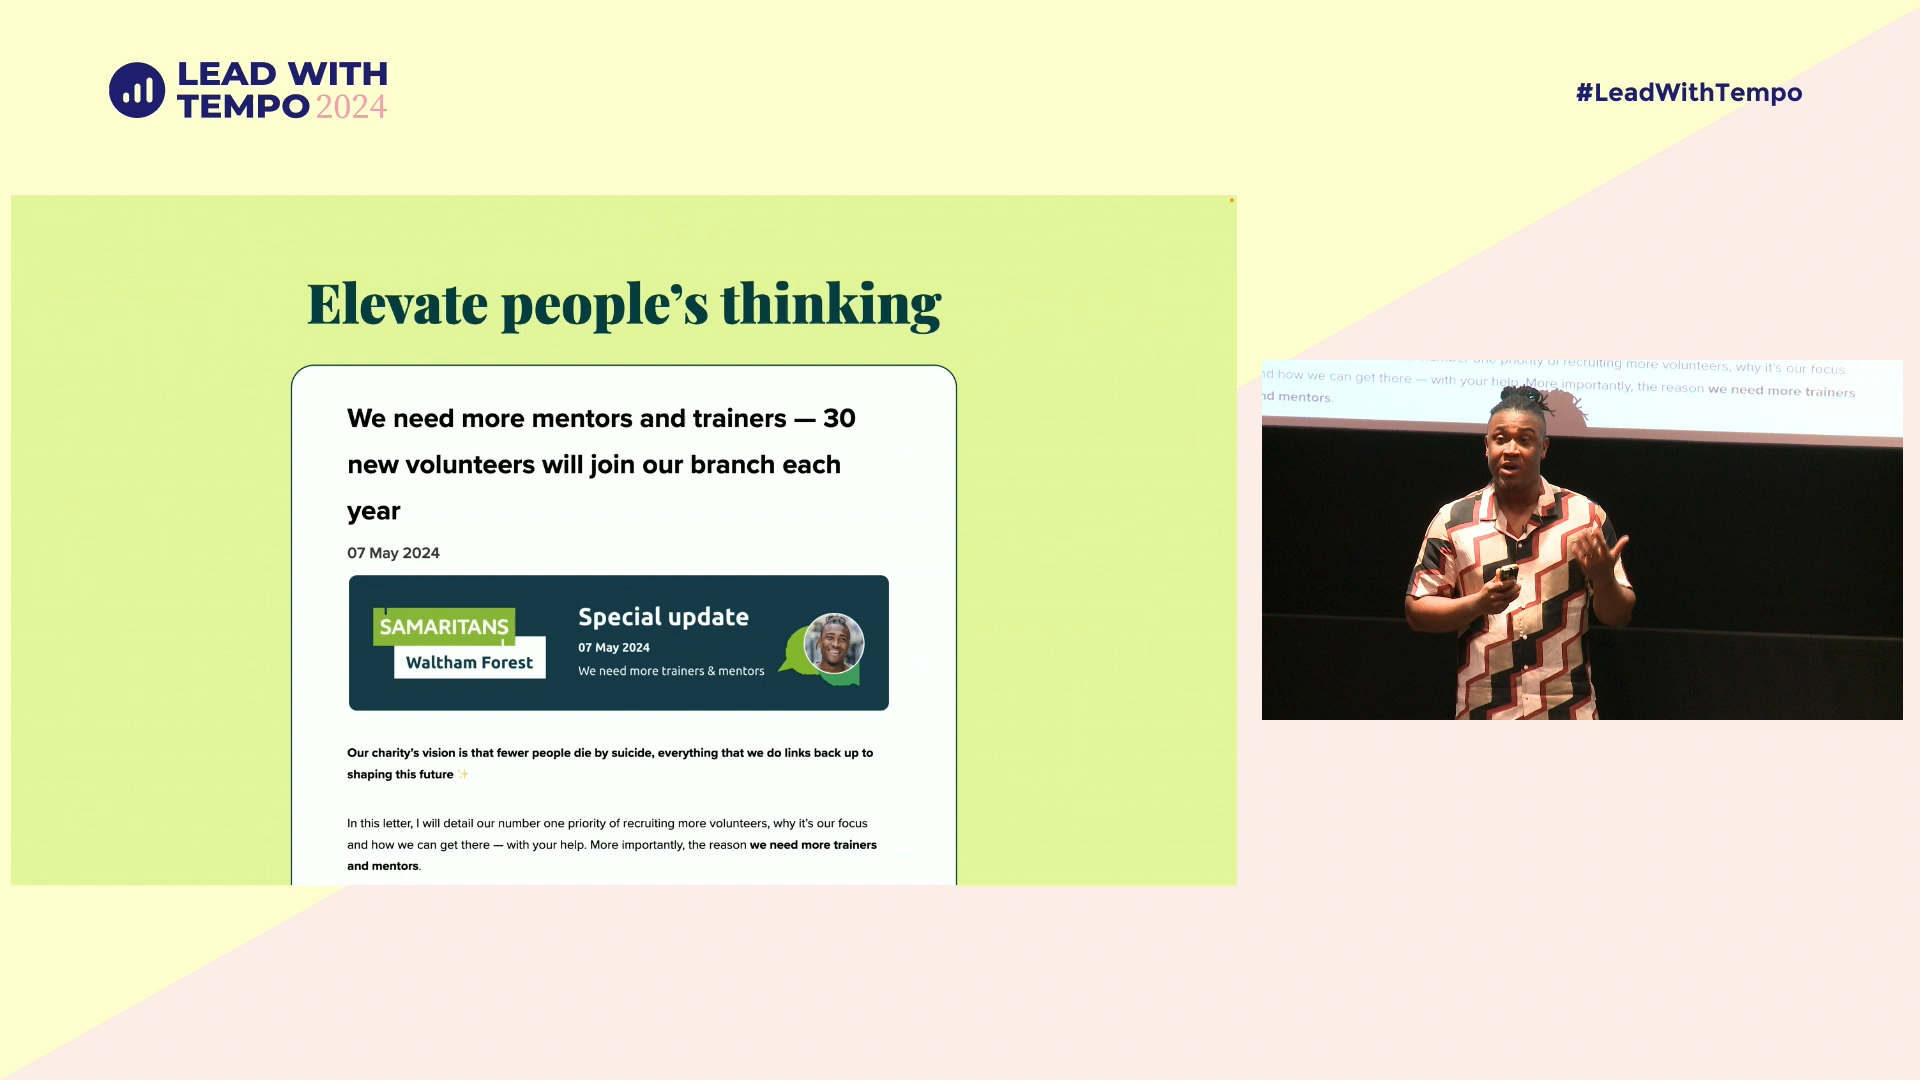 LEAD WITH
TEMPO 2024
#LeadWithTempo
Elevate people’s thinking
We need more mentors and trainers — 30
new volunteers will join our branch each
year
07 May 2024
SAMARITANS
Waltham Forest
Special update
07 May 2024
We need more trainers & mentors
Our charity’s vision is that fewer people die by suicide, everything that we do links back up to
shaping this future ✨
In this letter, I will detail our number one priority of recruiting more volunteers, why it’s our focus
and how we can get there — with your help. More importantly, the reason we need more trainers
and mentors.
number one priority of recruiting more volunteers, why it’s our focus
nd how we can get there — with your help. More importantly, the reason we need more trainers
nd mentors.